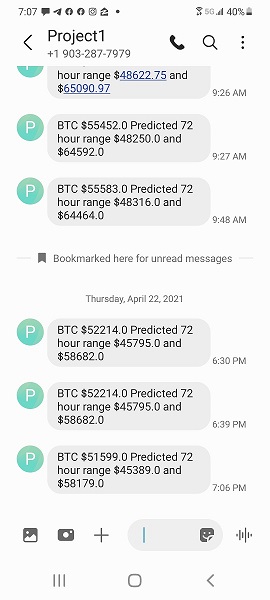 7:07
5G 40%
Project1
+1 903-287-7979
hour range $48622.75 and
$65090.97
9:26 AM
P
BTC $55452.0 Predicted 72
hour range $48250.0 and
$64592.0
9:27 AM
P
BTC $55583.0 Predicted 72
hour range $48316.0 and
$64464.0
9:48 AM
Bookmarked here for unread messages
Thursday, April 22, 2021
P
BTC $52214.0 Predicted 72
hour range $45795.0 and
$58682.0
6:30 PM
P
BTC $52214.0 Predicted 72
hour range $45795.0 and
$58682.0
6:39 PM
P
BTC $51599.0 Predicted 72
hour range $45389.0 and
$58179.0
7:06 PM